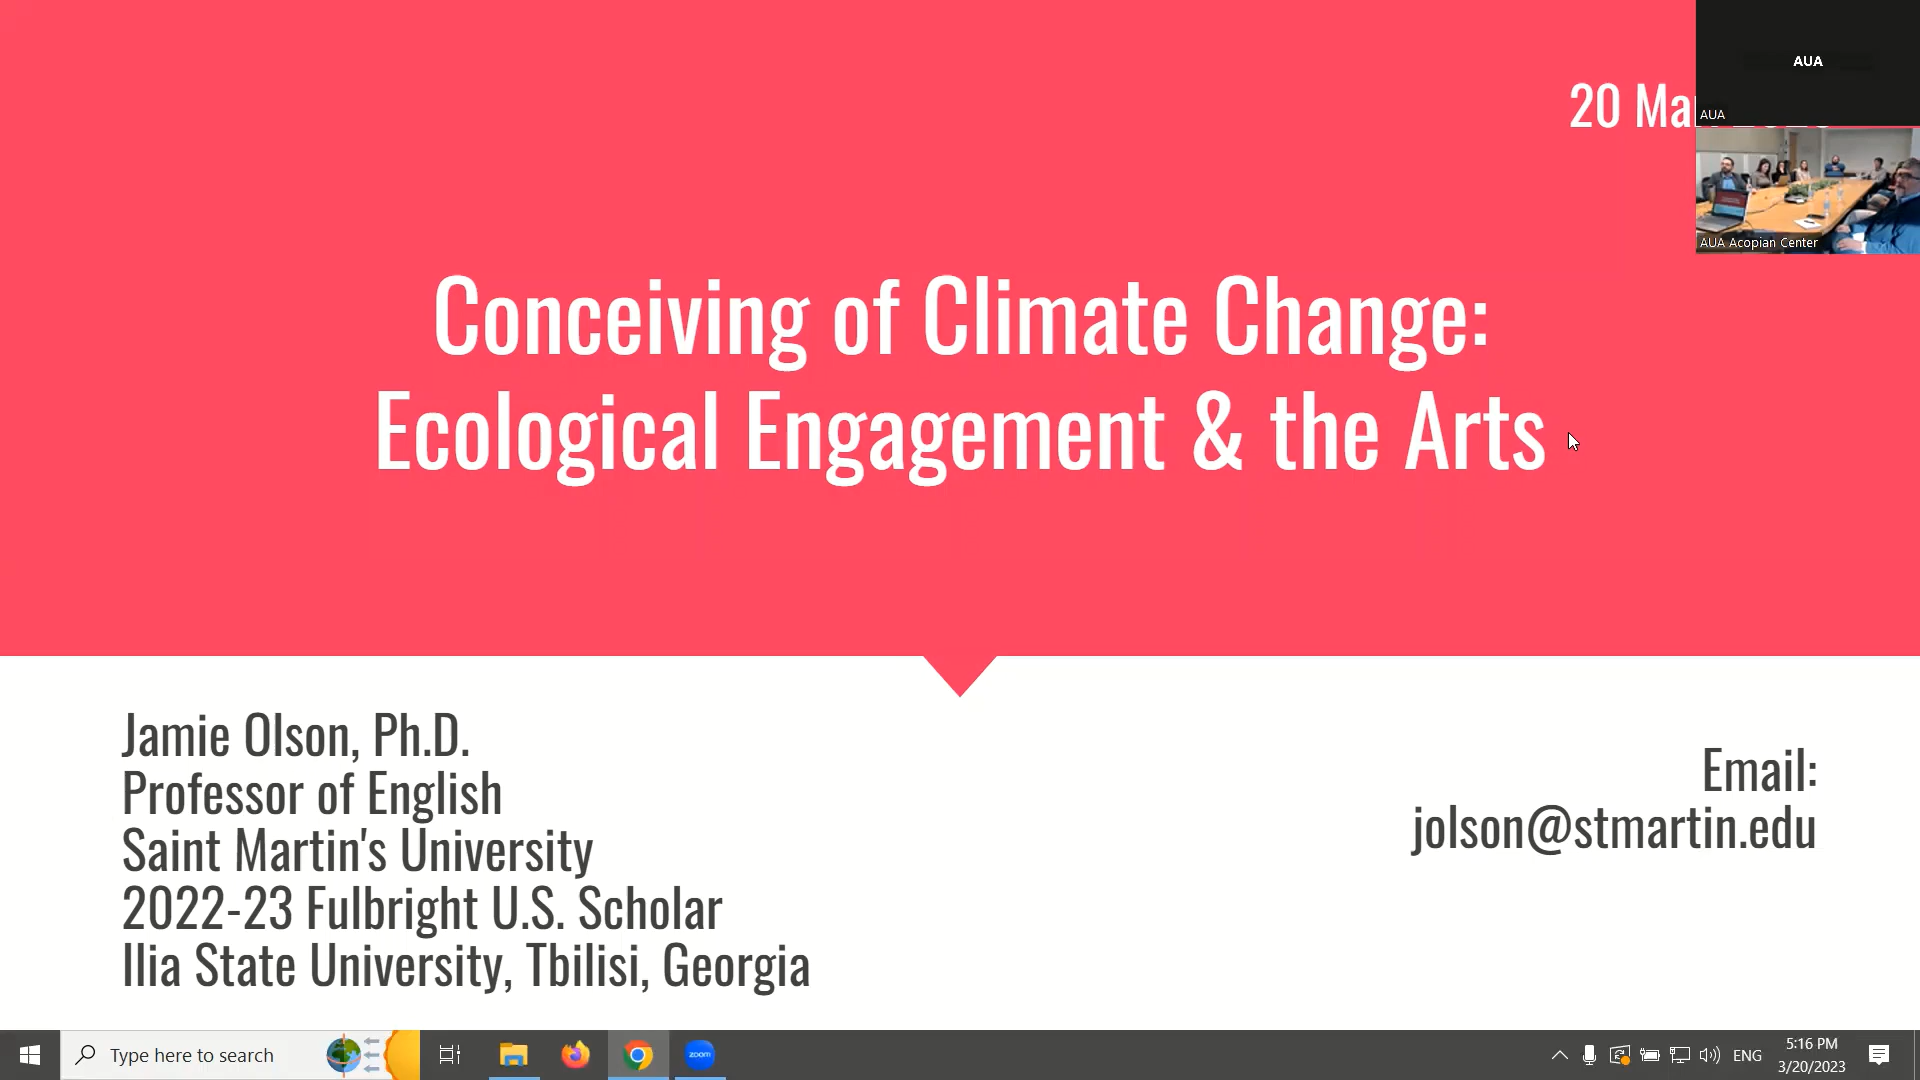 20 Ma
AUA
AUA
AUA Acopian Center
Conceiving of Climate Change:
Ecological Engagement & the Arts
Jamie Olson, Ph.D.
Professor of English
Saint Martin's University
2022-23 Fulbright U.S. Scholar
Ilia State University, Tbilisi, Georgia
Email:
jolson@stmartin.edu
Type here to search
zoom
ENG
5:16 PM
3/20/2023